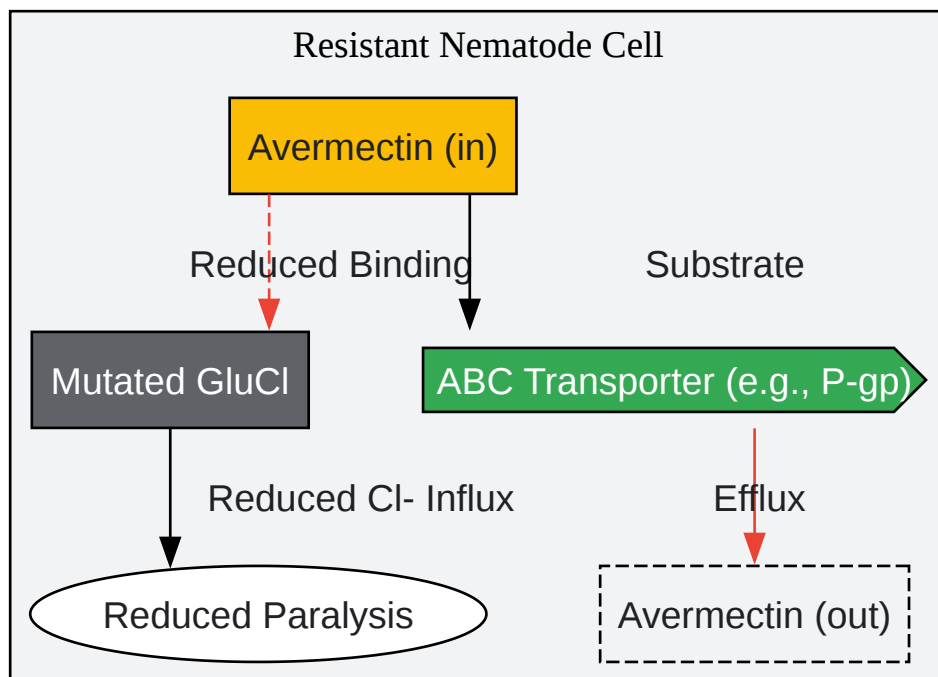 Resistant Nematode Cell
Avermectin (in)
Reduced Binding
Substrate
Mutated GluCl
ABC Transporter (e.g., P-gp)
Reduced Cl- Influx
Efflux
Reduced Paralysis
Avermectin (out)